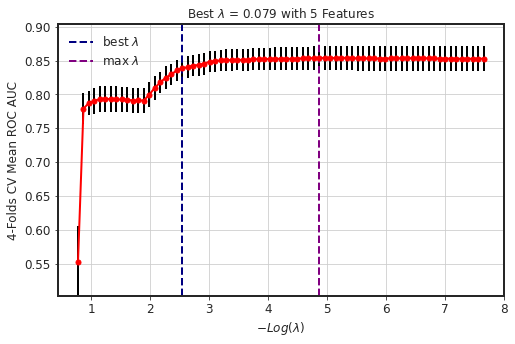 Best λ = 0.079 with 5 Features
best λ
max λ
4-Folds CV Mean ROC AUC
0.90
0.85
0.80
0.75
0.70
0.65
0.60
0.55
1 2 3 4 5 6 7 8
−Log(λ)